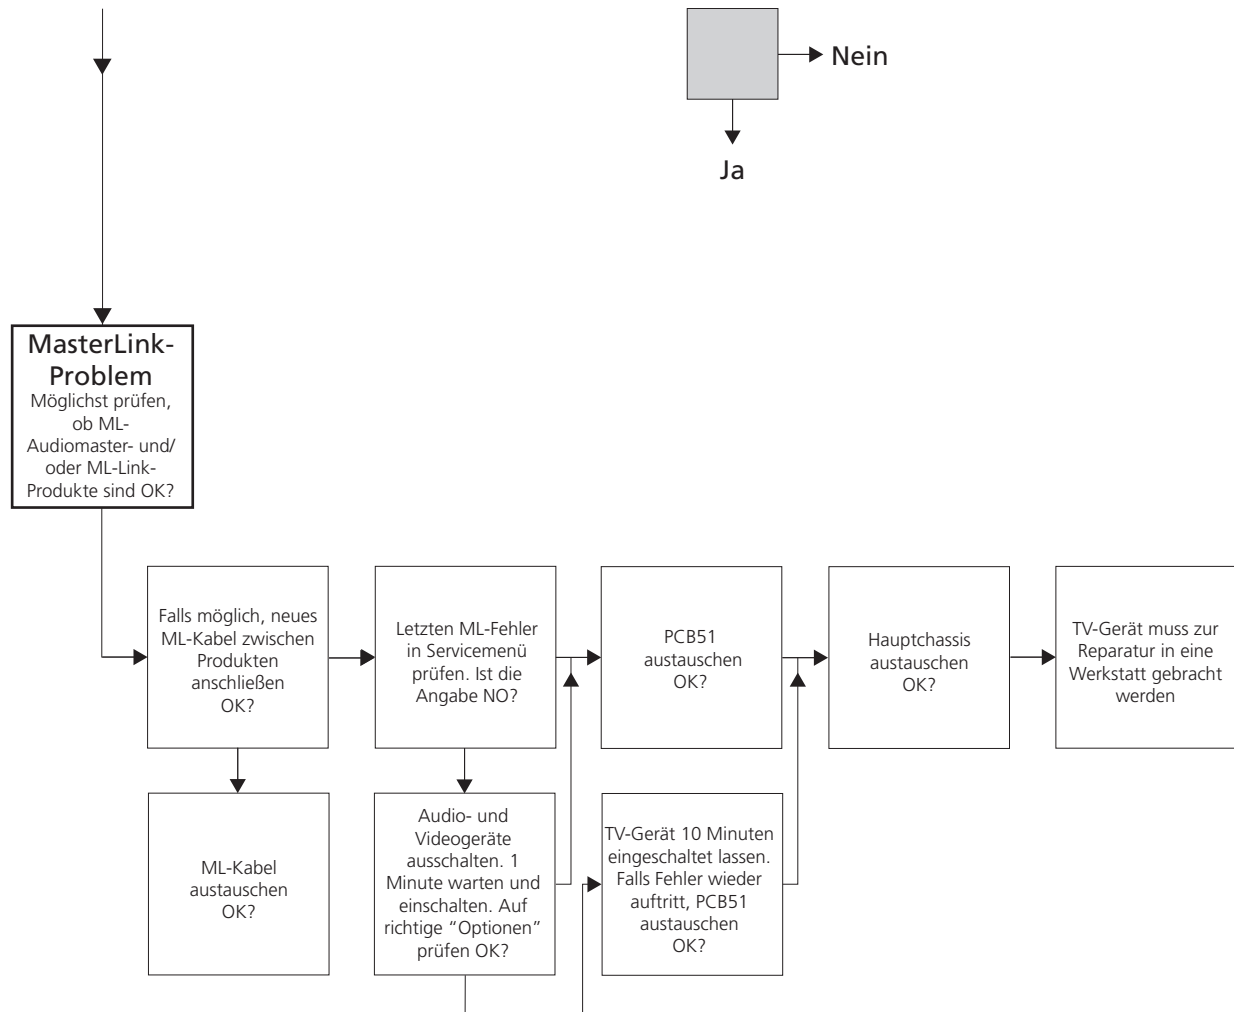 Nein
Ja
MasterLink-
Problem
Möglichst prüfen,
ob ML-
Audiomaster- und/
oder ML-Link-
Produkte sind OK?
Falls möglich, neues
ML-Kabel zwischen
Produkten
anschließen
OK?
Letzten ML-Fehler
in Servicemenü
prüfen. Ist die
Angabe NO?
PCB51
austauschen
OK?
Hauptchassis
austauschen
OK?
TV-Gerät muss zur
Reparatur in eine
Werkstatt gebracht
werden
ML-Kabel
austauschen
OK?
Audio- und
Videogeräte
ausschalten. 1
Minute warten und
einschalten. Auf
richtige “Optionen”
prüfen OK?
TV-Gerät 10 Minuten
eingeschaltet lassen.
Falls Fehler wieder
auftritt, PCB51
austauschen
OK?